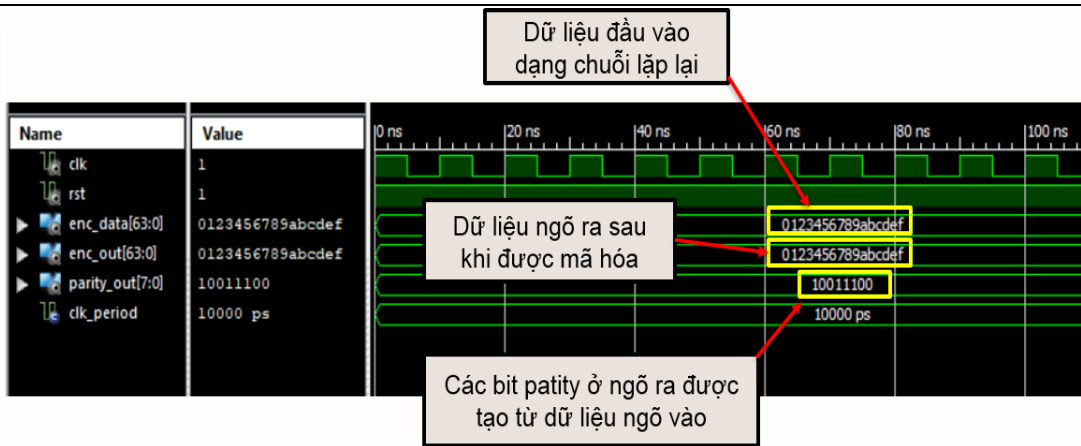 Dữ liệu đầu vào
dạng chuỗi lặp lại
Name
Value
0 ns
20 ns
40 ns
60 ns
80 ns
100 ns
clk
1
rst
1
enc_data[63:0]
0123456789abcdef
0123456789abcdef
enc_out[63:0]
0123456789abcdef
0123456789abcdef
parity_out[7:0]
10011100
10011100
clk_period
10000 ps
10000 ps
Dữ liệu ngõ ra sau
khi được mã hóa
Các bit patity ở ngõ ra được
tạo từ dữ liệu ngõ vào